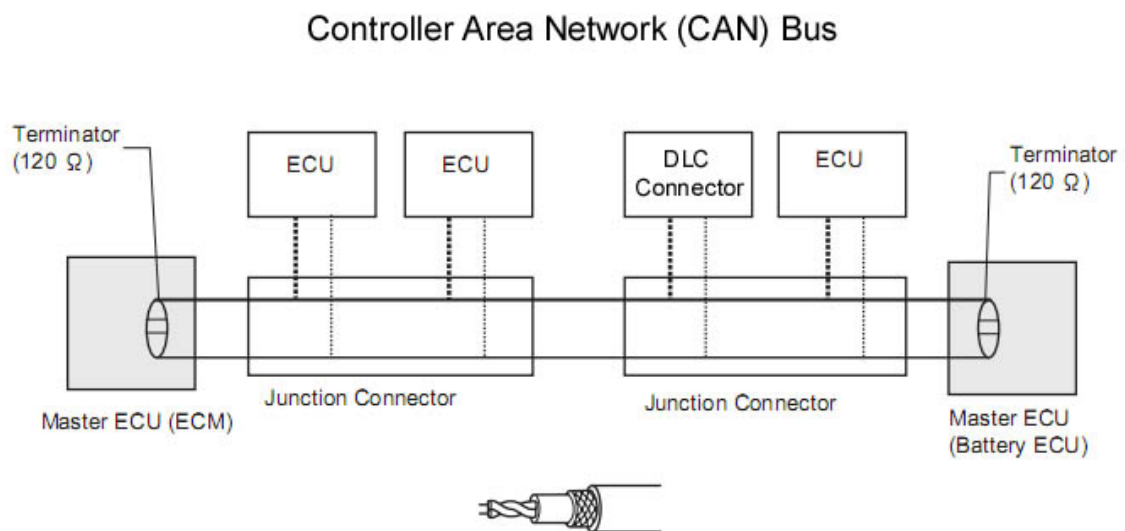 Controller Area Network (CAN) Bus
Terminator
(120 Ω)
ECU
ECU
DLC
Connector
ECU
Terminator
(120 Ω)
Junction Connector
Junction Connector
Master ECU (ECM)
Master ECU
(Battery ECU)